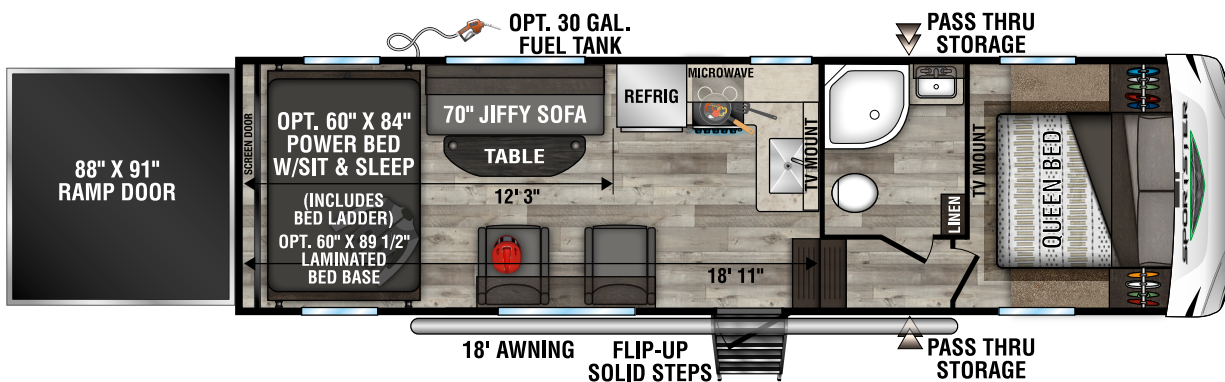 OPT. 30 GAL.
FUEL TANK
PASS THRU
STORAGE
88" X 91"
RAMP DOOR
SCREEN DOOR
OPT. 60" X 84"
POWER BED
W/SIT & SLEEP
(INCLUDES
BED LADDER)
OPT. 60" X 89 1/2"
LAMINATED
BED BASE
70" JIFFY SOFA
TABLE
12' 3"
REFRIG
MICROWAVE
TV MOUNT
LINEN
TV MOUNT
QUEEN BED
SPORTSTER
18' 11"
18' AWNING
FLIP-UP
SOLID STEPS
PASS THRU
STORAGE